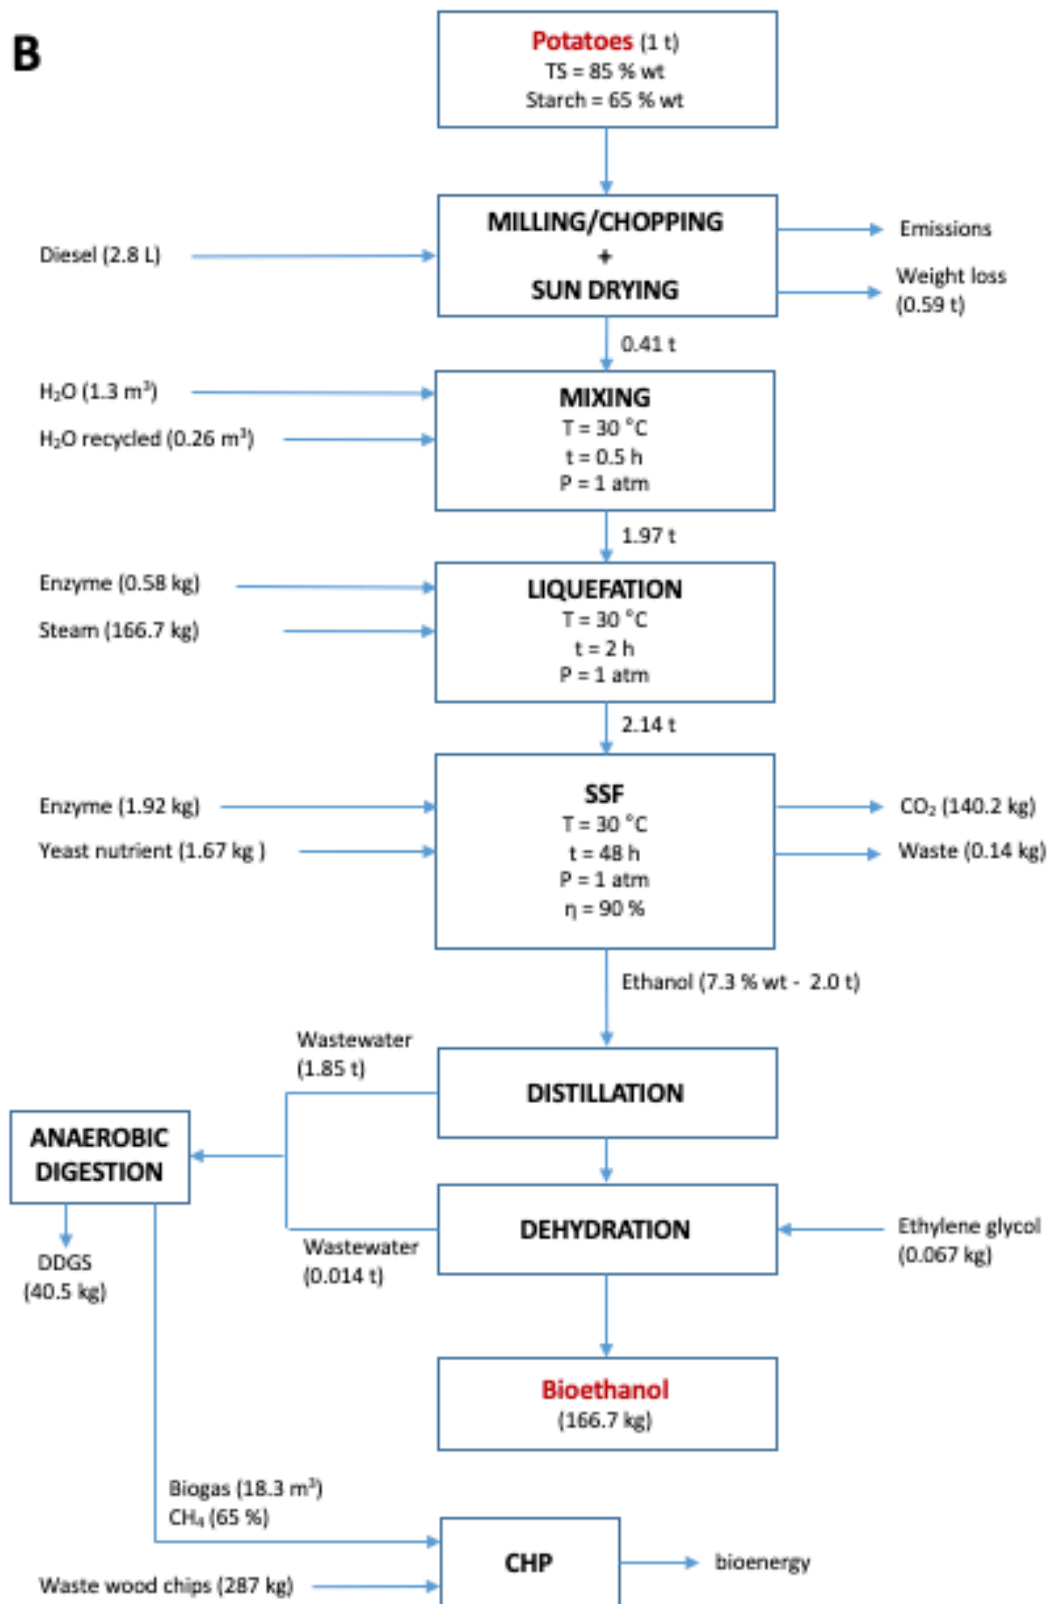 B
Potatoes (1 t)
TS = 85 % wt
Starch = 65 % wt
Diesel (2.8 L)
MILLING/CHOPPING
+
SUN DRYING
Emissions
Weight loss
(0.59 t)
0.41 t
H₂O (1.3 m³)
H₂O recycled (0.26 m³)
MIXING
T = 30 °C
t = 0.5 h
P = 1 atm
1.97 t
Enzyme (0.58 kg)
Steam (166.7 kg)
LIQUEFATION
T = 30 °C
t = 2 h
P = 1 atm
2.14 t
Enzyme (1.92 kg)
Yeast nutrient (1.67 kg )
SSF
T = 30 °C
t = 48 h
P = 1 atm
η = 90 %
CO₂ (140.2 kg)
Waste (0.14 kg)
Ethanol (7.3 % wt - 2.0 t)
Wastewater
(1.85 t)
DISTILLATION
ANAEROBIC
DIGESTION
DEHYDRATION
Ethylene glycol
(0.067 kg)
Wastewater
(0.014 t)
DDGS
(40.5 kg)
Bioethanol
(166.7 kg)
Biogas (18.3 m³)
CH₄ (65 %)
CHP
bioenergy
Waste wood chips (287 kg)